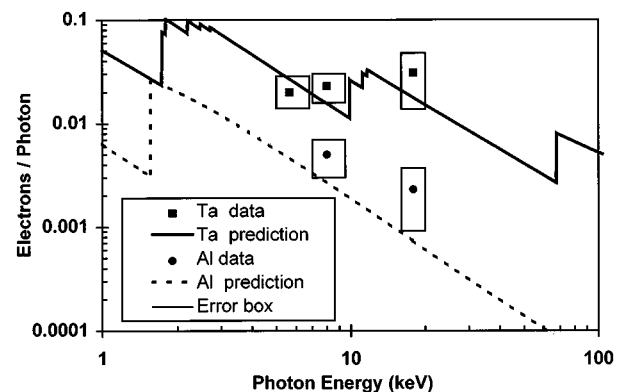 0.1
0.01
0.001
0.0001
Electrons / Photon
Ta data
Ta prediction
Al data
Al prediction
Error box
1
10
100
Photon Energy (keV)